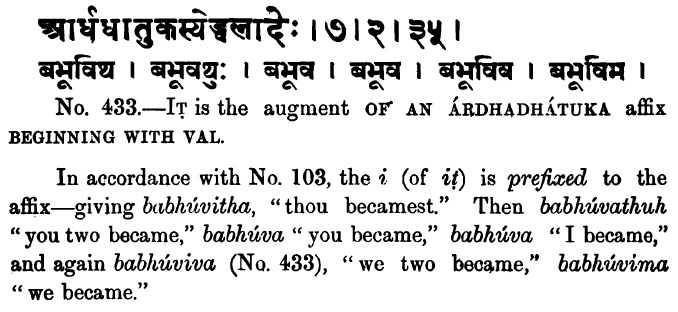 आर्धधातुकस्येड्वलादेः । ७ । २ । ३५ ।
बभूविथ । बभूवथुः । बभूव । बभूव । बभूविव । बभूविम ।
No. 433.—Iṭ is the augment OF AN ÁRDHADHÁTUKA affix
BEGINNING WITH VAL.
In accordance with No. 103, the i (of iṭ) is prefixed to the
affix—giving babhúvitha, “thou becamest.” Then babhúvathuh
“you two became,” babhúva “you became,” babhúva “I became,”
and again babhúviva (No. 433), “we two became,” babhúvima
“we became.”